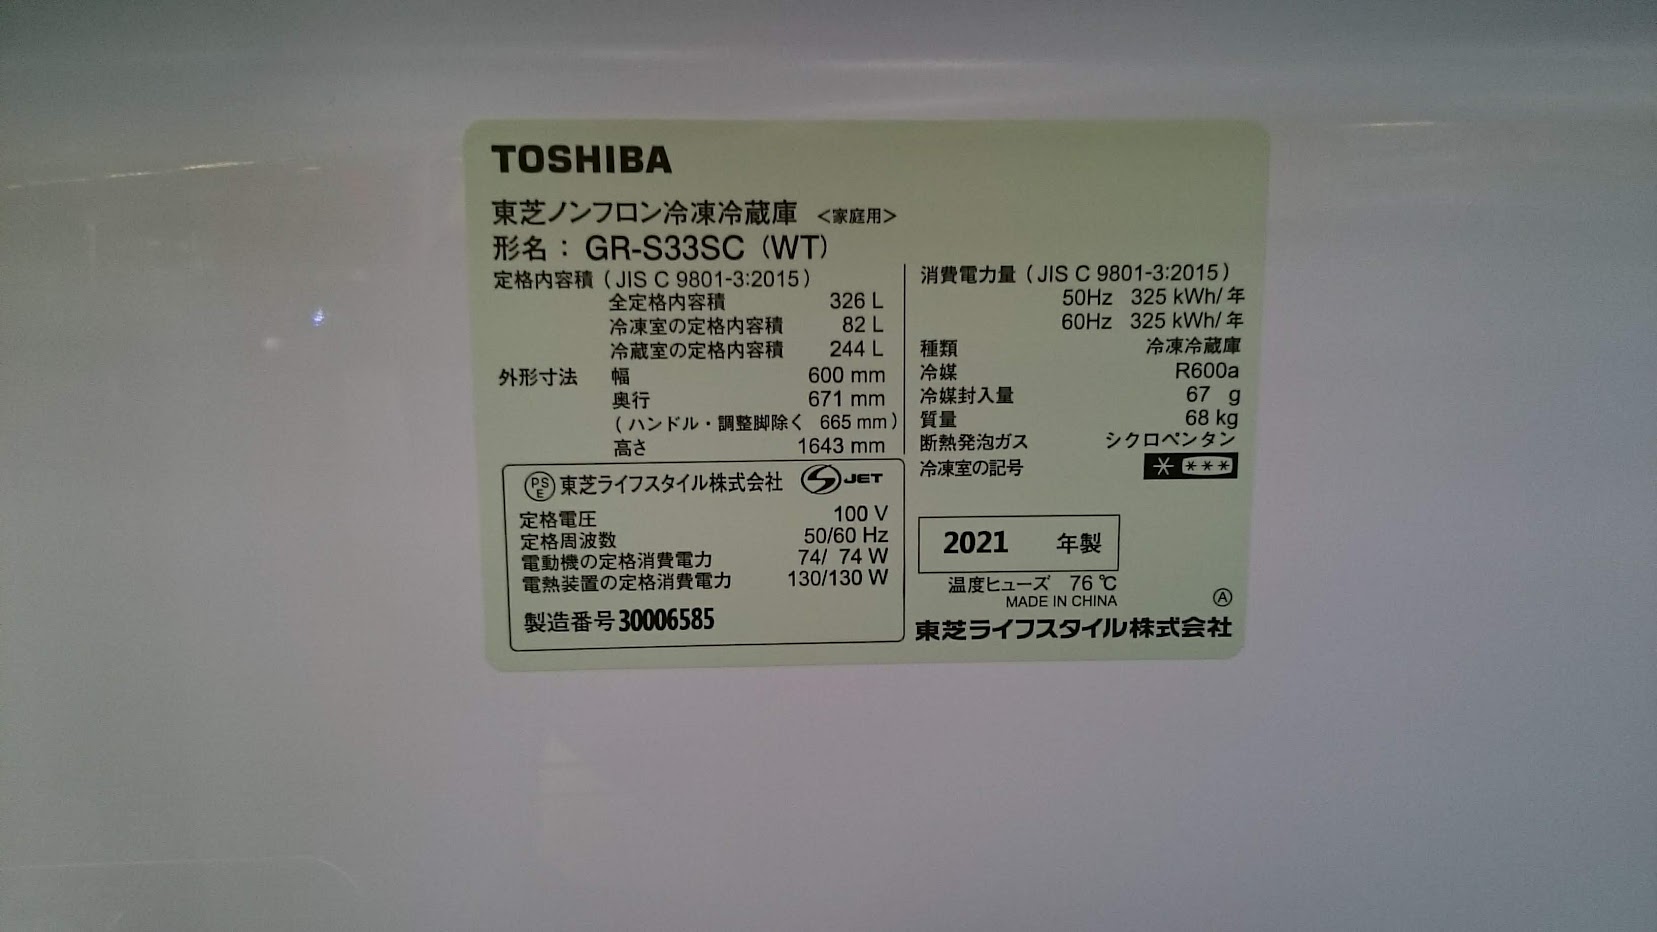 TOSHIBA
東芝ノンフロン冷凍冷蔵庫 <家庭用>
形名： GR-S33SC (WT)
定格内容積 ( JIS C 9801-3:2015 )
全定格内容積 326 L
冷凍室の定格内容積 82 L
冷蔵室の定格内容積 244 L
外形寸法 幅 600 mm
奥行 671 mm
( ハンドル・調整脚除く 665 mm )
高さ 1643 mm
PS E 東芝ライフスタイル株式会社 S JET
定格電圧 100 V
定格周波数 50/60 Hz
電動機の定格消費電力 74/ 74 W
電熱装置の定格消費電力 130/130 W
製造番号 30006585
消費電力量 ( JIS C 9801-3:2015 )
50Hz 325 kWh/ 年
60Hz 325 kWh/ 年
種類 冷凍冷蔵庫
冷媒 R600a
冷媒封入量 67 g
質量 68 kg
断熱発泡ガス シクロペンタン
冷凍室の記号 * ***
2021 年製
温度ヒューズ 76 ℃
MADE IN CHINA
Ⓐ
東芝ライフスタイル株式会社